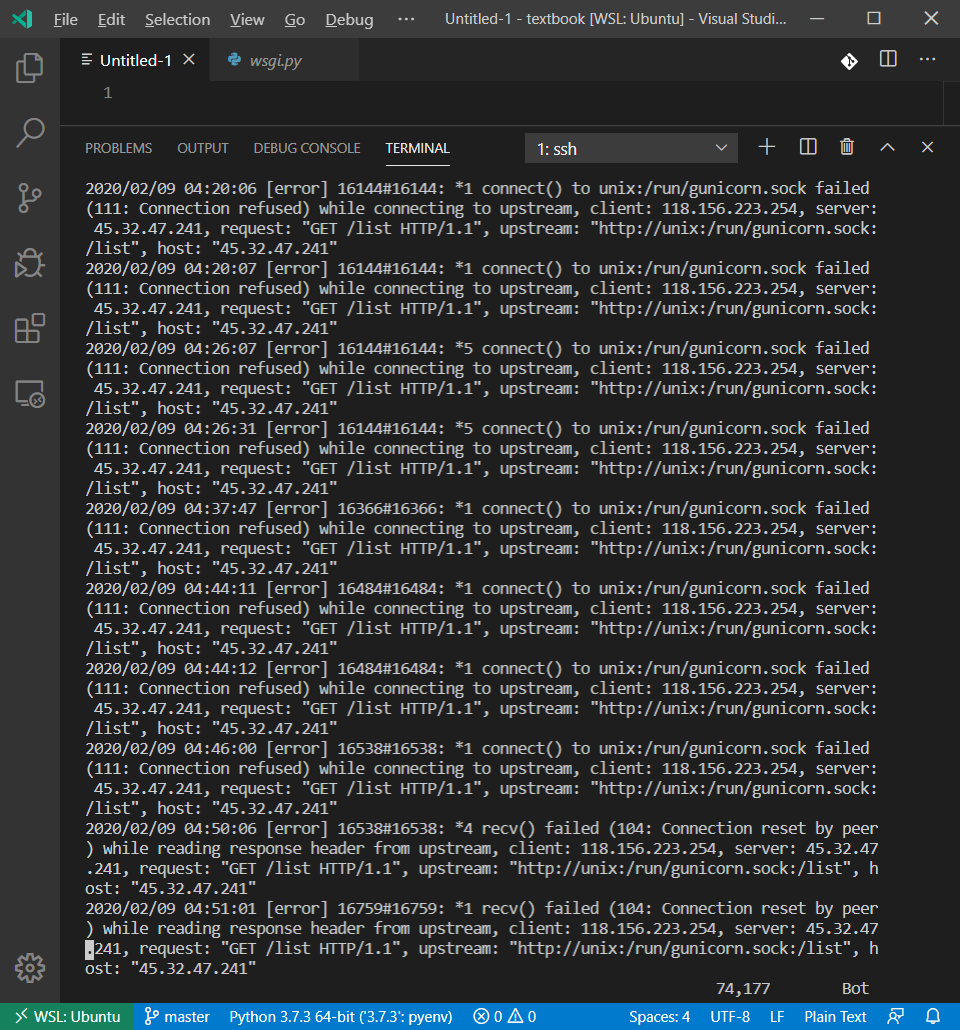 File Edit Selection View Go Debug ··· Untitled-1 - textbook [WSL: Ubuntu] - Visual Studi...
Untitled-1 wsgi.py
1
PROBLEMS OUTPUT DEBUG CONSOLE TERMINAL 1: ssh
2020/02/09 04:20:06 [error] 16144#16144: *1 connect() to unix:/run/gunicorn.sock failed
(111: Connection refused) while connecting to upstream, client: 118.156.223.254, server:
45.32.47.241, request: "GET /list HTTP/1.1", upstream: "http://unix:/run/gunicorn.sock:
/list", host: "45.32.47.241"
2020/02/09 04:20:07 [error] 16144#16144: *1 connect() to unix:/run/gunicorn.sock failed
(111: Connection refused) while connecting to upstream, client: 118.156.223.254, server:
45.32.47.241, request: "GET /list HTTP/1.1", upstream: "http://unix:/run/gunicorn.sock:
/list", host: "45.32.47.241"
2020/02/09 04:26:07 [error] 16144#16144: *5 connect() to unix:/run/gunicorn.sock failed
(111: Connection refused) while connecting to upstream, client: 118.156.223.254, server:
45.32.47.241, request: "GET /list HTTP/1.1", upstream: "http://unix:/run/gunicorn.sock:
/list", host: "45.32.47.241"
2020/02/09 04:26:31 [error] 16144#16144: *5 connect() to unix:/run/gunicorn.sock failed
(111: Connection refused) while connecting to upstream, client: 118.156.223.254, server:
45.32.47.241, request: "GET /list HTTP/1.1", upstream: "http://unix:/run/gunicorn.sock:
/list", host: "45.32.47.241"
2020/02/09 04:37:47 [error] 16366#16366: *1 connect() to unix:/run/gunicorn.sock failed
(111: Connection refused) while connecting to upstream, client: 118.156.223.254, server:
45.32.47.241, request: "GET /list HTTP/1.1", upstream: "http://unix:/run/gunicorn.sock:
/list", host: "45.32.47.241"
2020/02/09 04:44:11 [error] 16484#16484: *1 connect() to unix:/run/gunicorn.sock failed
(111: Connection refused) while connecting to upstream, client: 118.156.223.254, server:
45.32.47.241, request: "GET /list HTTP/1.1", upstream: "http://unix:/run/gunicorn.sock:
/list", host: "45.32.47.241"
2020/02/09 04:44:12 [error] 16484#16484: *1 connect() to unix:/run/gunicorn.sock failed
(111: Connection refused) while connecting to upstream, client: 118.156.223.254, server:
45.32.47.241, request: "GET /list HTTP/1.1", upstream: "http://unix:/run/gunicorn.sock:
/list", host: "45.32.47.241"
2020/02/09 04:46:00 [error] 16538#16538: *1 connect() to unix:/run/gunicorn.sock failed
(111: Connection refused) while connecting to upstream, client: 118.156.223.254, server:
45.32.47.241, request: "GET /list HTTP/1.1", upstream: "http://unix:/run/gunicorn.sock:
/list", host: "45.32.47.241"
2020/02/09 04:50:06 [error] 16538#16538: *4 recv() failed (104: Connection reset by peer
) while reading response header from upstream, client: 118.156.223.254, server: 45.32.47
.241, request: "GET /list HTTP/1.1", upstream: "http://unix:/run/gunicorn.sock:/list", h
ost: "45.32.47.241"
2020/02/09 04:51:01 [error] 16759#16759: *1 recv() failed (104: Connection reset by peer
) while reading response header from upstream, client: 118.156.223.254, server: 45.32.47
.241, request: "GET /list HTTP/1.1", upstream: "http://unix:/run/gunicorn.sock:/list", h
ost: "45.32.47.241"
74,177 Bot
WSL: Ubuntu master Python 3.7.3 64-bit ('3.7.3': pyenv) 0 0 Spaces: 4 UTF-8 LF Plain Text